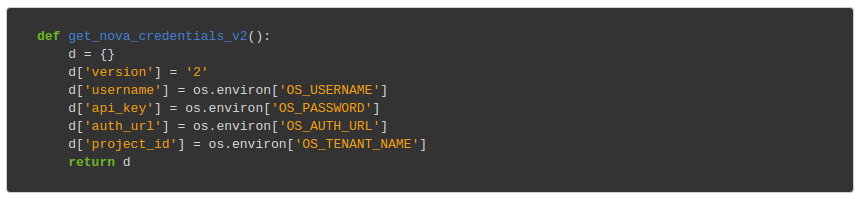 def get_nova_credentials_v2():
    d = {}
    d['version'] = '2'
    d['username'] = os.environ['OS_USERNAME']
    d['api_key'] = os.environ['OS_PASSWORD']
    d['auth_url'] = os.environ['OS_AUTH_URL']
    d['project_id'] = os.environ['OS_TENANT_NAME']
    return d